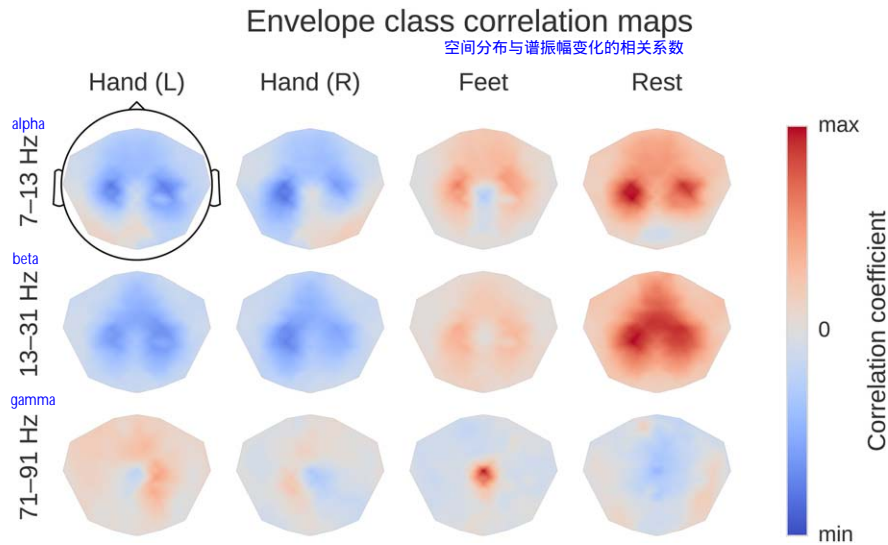 Envelope class correlation maps
空间分布与谱振幅变化的相关系数
Hand (L) Hand (R) Feet Rest
alpha
7–13 Hz
beta
13–31 Hz
gamma
71–91 Hz
max
0
min
Correlation coefficient